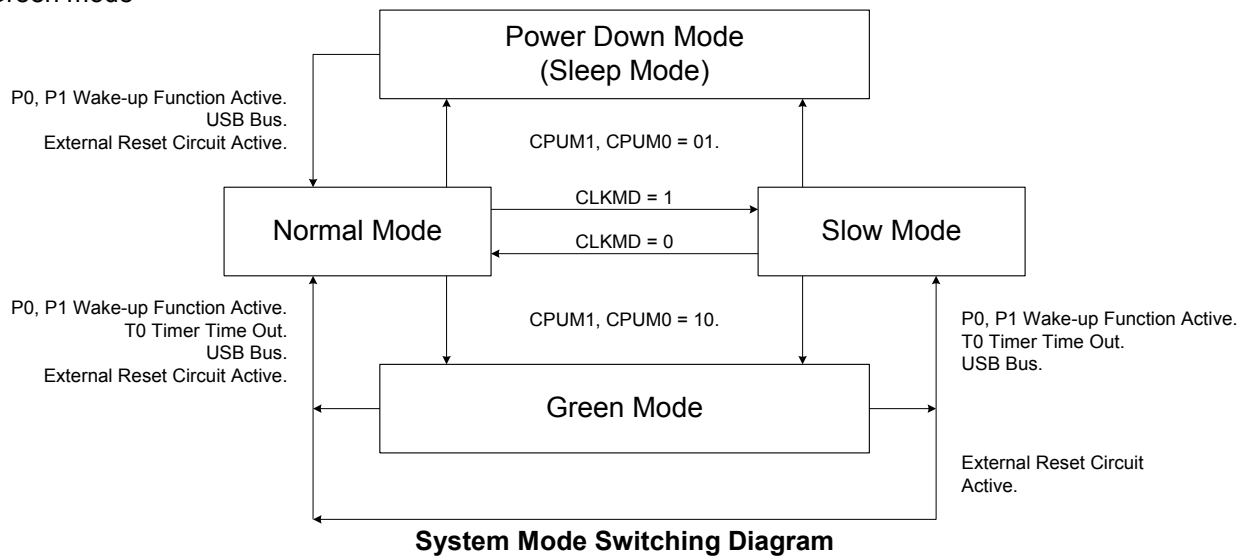 Green mode
Power Down Mode
(Sleep Mode)
P0, P1 Wake-up Function Active.
USB Bus.
External Reset Circuit Active.
CPUM1, CPUM0 = 01.
Normal Mode
CLKMD = 1
CLKMD = 0
Slow Mode
P0, P1 Wake-up Function Active.
T0 Timer Time Out.
USB Bus.
External Reset Circuit Active.
CPUM1, CPUM0 = 10.
P0, P1 Wake-up Function Active.
T0 Timer Time Out.
USB Bus.
Green Mode
External Reset Circuit
Active.
System Mode Switching Diagram